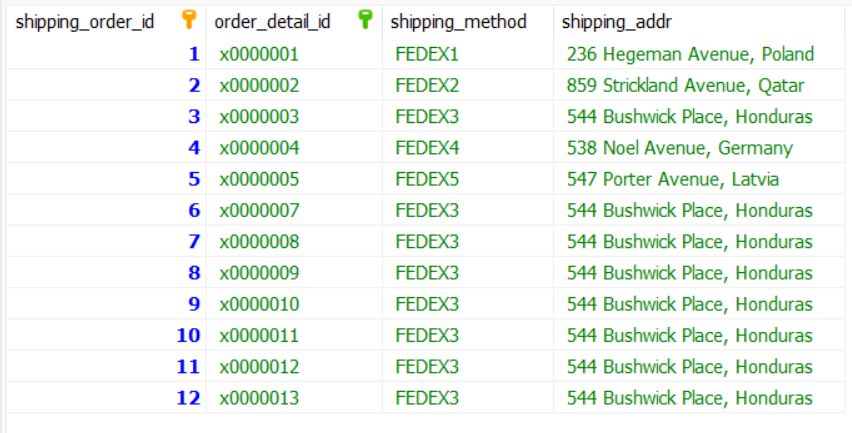 shipping_order_id order_detail_id shipping_method shipping_addr
1 x0000001 FEDEX1 236 Hegeman Avenue, Poland
2 x0000002 FEDEX2 859 Strickland Avenue, Qatar
3 x0000003 FEDEX3 544 Bushwick Place, Honduras
4 x0000004 FEDEX4 538 Noel Avenue, Germany
5 x0000005 FEDEX5 547 Porter Avenue, Latvia
6 x0000007 FEDEX3 544 Bushwick Place, Honduras
7 x0000008 FEDEX3 544 Bushwick Place, Honduras
8 x0000009 FEDEX3 544 Bushwick Place, Honduras
9 x0000010 FEDEX3 544 Bushwick Place, Honduras
10 x0000011 FEDEX3 544 Bushwick Place, Honduras
11 x0000012 FEDEX3 544 Bushwick Place, Honduras
12 x0000013 FEDEX3 544 Bushwick Place, Honduras